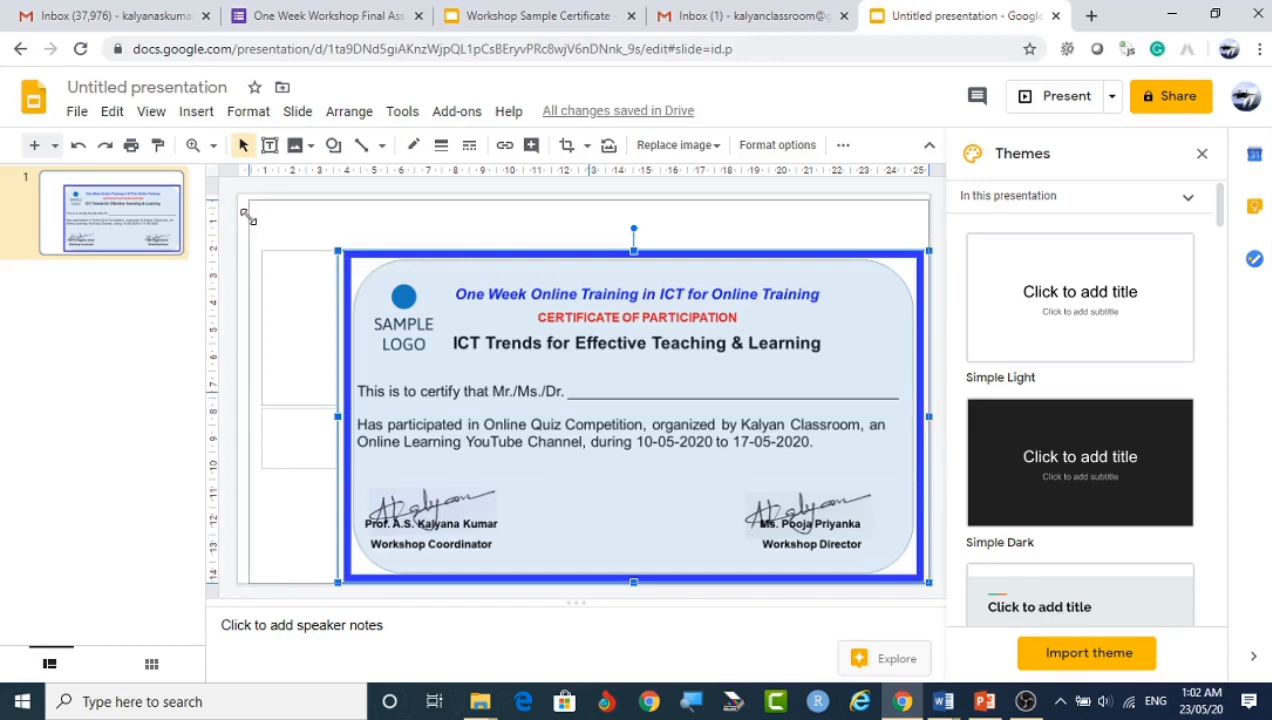 Inbox (37,976) - kalyanaskuma
One Week Workshop Final Ass
Workshop Sample Certificate -
Inbox (1) - kalyanclassroom@g
Untitled presentation - Google
docs.google.com/presentation/d/1ta9DNd5giAKnzWjpQL1pCsBEryvPRc8wjV6nDNnk_9s/edit#slide=id.p
Untitled presentation
File Edit View Insert Format Slide Arrange Tools Add-ons Help All changes saved in Drive
Present
Share
Replace image
Format options
Themes
In this presentation
Click to add title
Click to add subtitle
Simple Light
Click to add title
Click to add subtitle
Simple Dark
Click to add title
Import theme
1
SAMPLE
LOGO
One Week Online Training in ICT for Online Training
CERTIFICATE OF PARTICIPATION
ICT Trends for Effective Teaching & Learning
This is to certify that Mr./Ms./Dr.
Has participated in Online Quiz Competition, organized by Kalyan Classroom, an
Online Learning YouTube Channel, during 10-05-2020 to 17-05-2020.
Prof. A.S. Kalyana Kumar
Workshop Coordinator
Ms. Pooja Priyanka
Workshop Director
Click to add speaker notes
Explore
Type here to search
ENG
1:02 AM
23/05/20